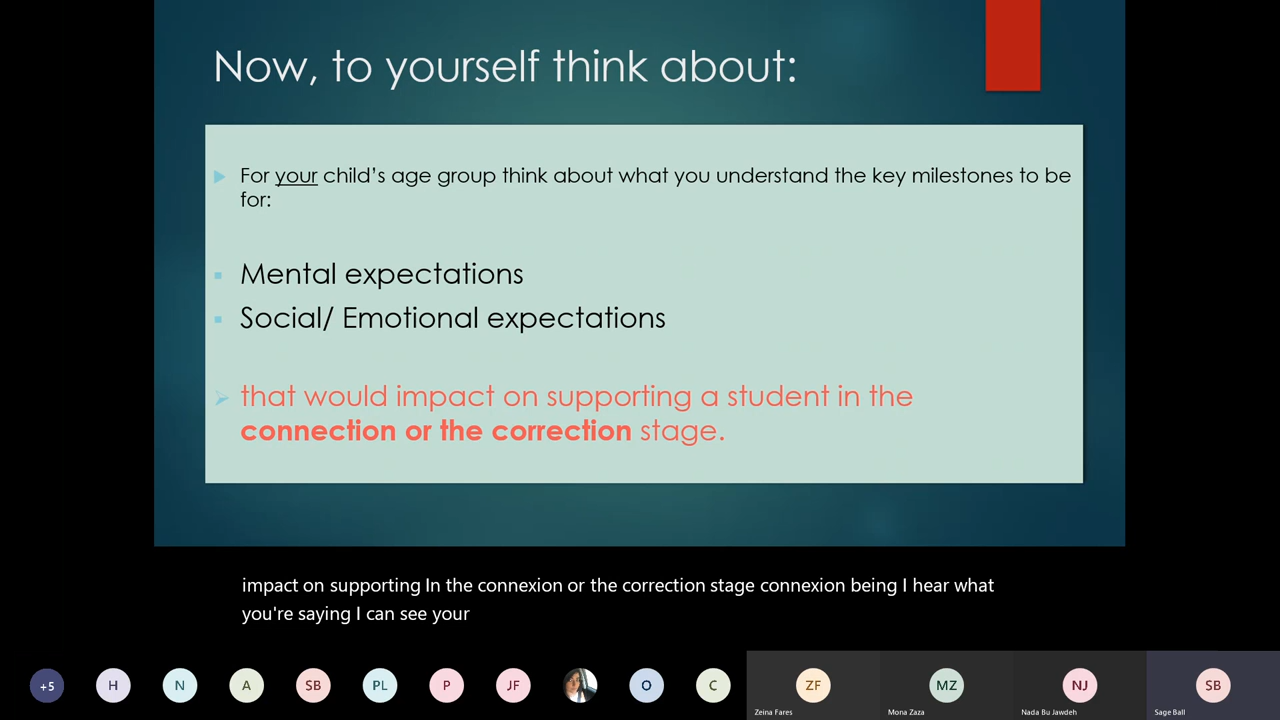 Now, to yourself think about:
For your child's age group think about what you understand the key milestones to be
for:
Mental expectations
Social/ Emotional expectations
that would impact on supporting a student in the
connection or the correction stage.
impact on supporting In the connexion or the correction stage connexion being I hear what
you're saying I can see your
+5 H N A SB PL P JF O C ZF MZ NJ SB
Zeina Fares Mona Zaza Nada Bu Jawdeh Sage Ball